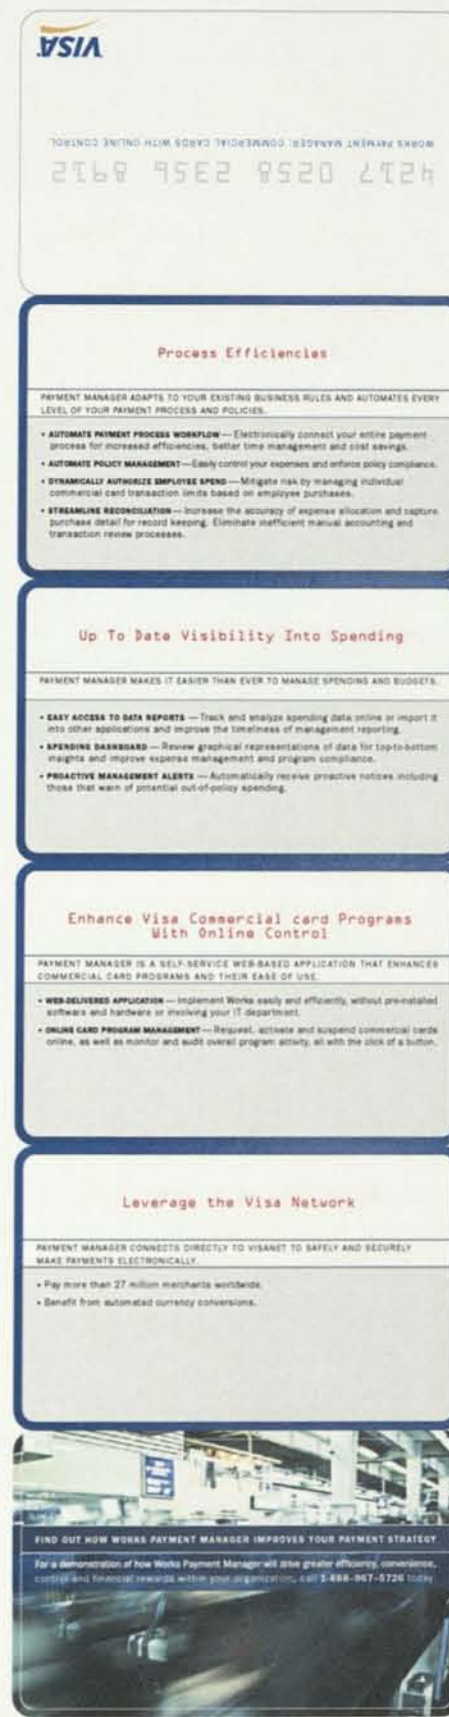 VISA
WORKS PAYMENT MANAGER: COMMERCIAL CARDS WITH ONLINE CONTROL
4217 0258 2356 8912
Process Efficiencies
PAYMENT MANAGER ADAPTS TO YOUR EXISTING BUSINESS RULES AND AUTOMATES EVERY
LEVEL OF YOUR PAYMENT PROCESS AND POLICIES.
• AUTOMATE PAYMENT PROCESS WORKFLOW — Electronically connect your entire payment
process for increased efficiencies, better time management and cost savings.
• AUTOMATE POLICY MANAGEMENT — Easily control your expenses and enforce policy compliance.
• DYNAMICALLY AUTHORIZE EMPLOYEE SPEND — Mitigate risk by managing individual
commercial card transaction limits based on employee purchases.
• STREAMLINE RECONCILIATION — Increase the accuracy of expense allocation and capture
purchase detail for record keeping. Eliminate inefficient manual accounting and
transaction review processes.
Up To Date Visibility Into Spending
PAYMENT MANAGER MAKES IT EASIER THAN EVER TO MANAGE SPENDING AND BUDGETS.
• EASY ACCESS TO DATA REPORTS — Track and analyze spending data online or import it
into other applications and improve the timeliness of management reporting.
• SPENDING DASHBOARD — Review graphical representations of data for top-to-bottom
insights and improve expense management and program compliance.
• PROACTIVE MANAGEMENT ALERTS — Automatically receive proactive notices including
those that warn of potential out-of-policy spending.
Enhance Visa Commercial card Programs
With Online Control
PAYMENT MANAGER IS A SELF-SERVICE WEB-BASED APPLICATION THAT ENHANCES
COMMERCIAL CARD PROGRAMS AND THEIR EASE OF USE.
• WEB-DELIVERED APPLICATION — Implement Works easily and efficiently, without pre-installed
software and hardware or involving your IT department.
• ONLINE CARD PROGRAM MANAGEMENT — Request, activate and suspend commercial cards
online, as well as monitor and audit overall program activity, all with the click of a button.
Leverage the Visa Network
PAYMENT MANAGER CONNECTS DIRECTLY TO VISANET TO SAFELY AND SECURELY
MAKE PAYMENTS ELECTRONICALLY.
• Pay more than 27 million merchants worldwide.
• Benefit from automated currency conversions.
FIND OUT HOW WORKS PAYMENT MANAGER IMPROVES YOUR PAYMENT STRATEGY
For a demonstration of how Works Payment Manager will drive greater efficiency, convenience,
control and financial rewards within your organization, call 1-888-967-5726 today